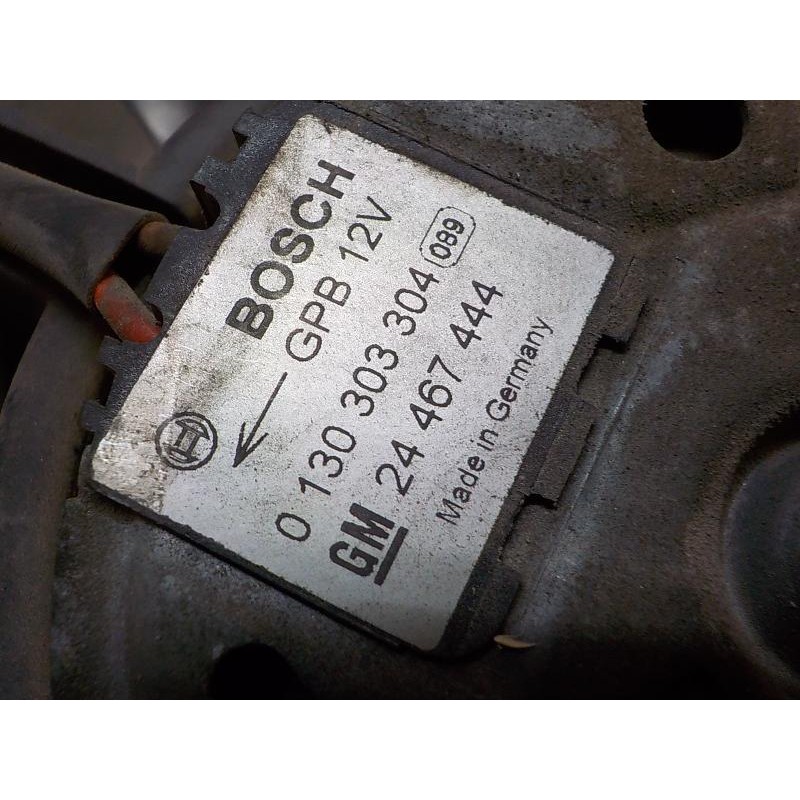 BOSCH
GPB 12V
0 130 303 304 089
GM 24 467 444
Made in Germany